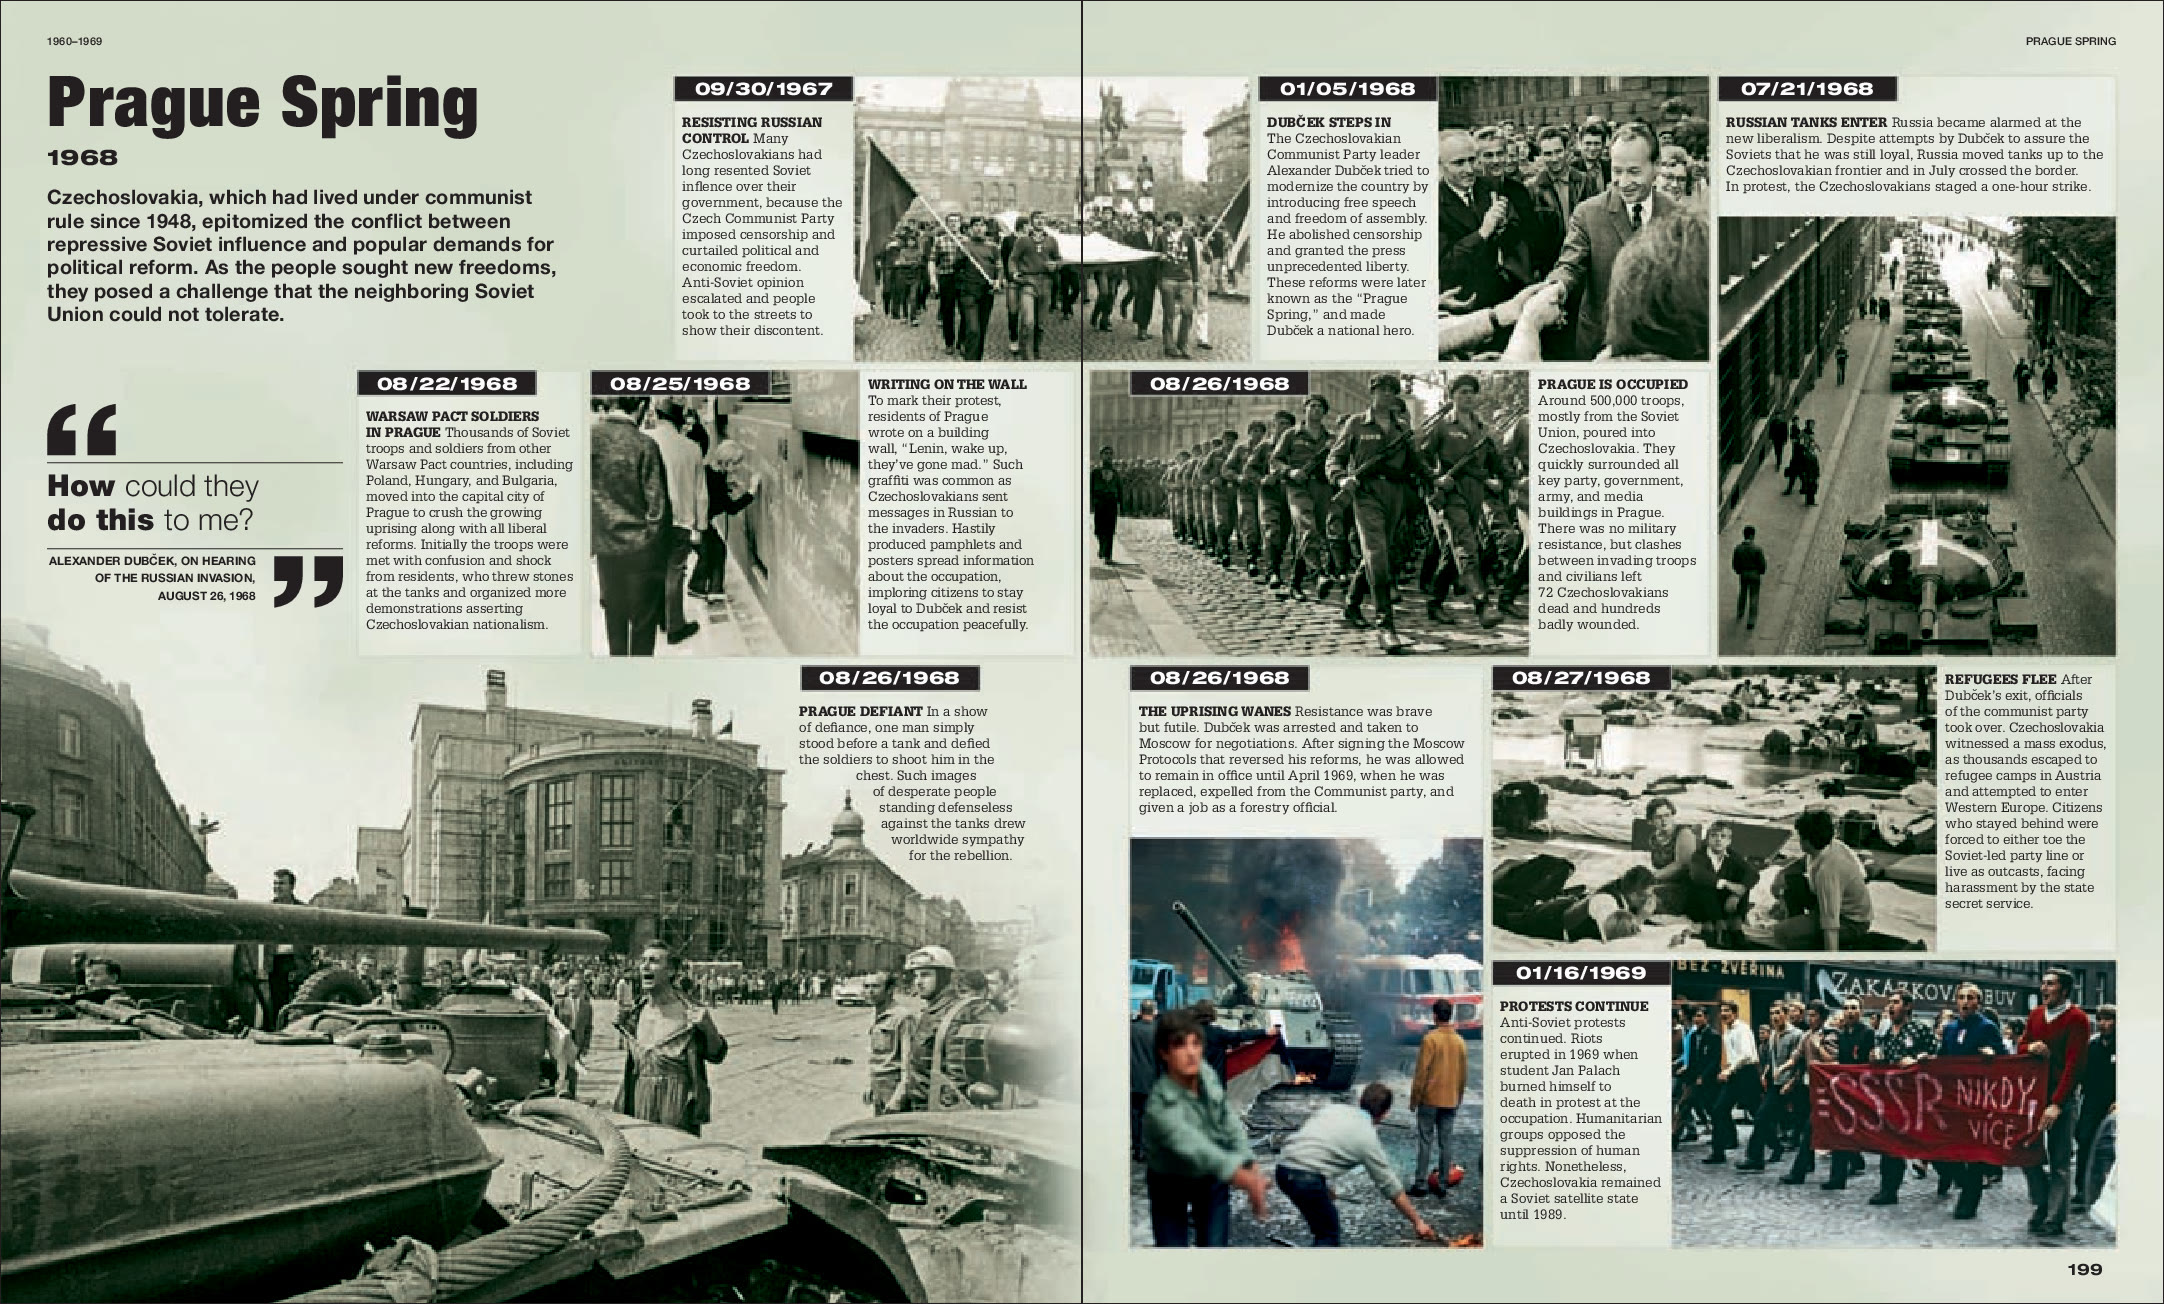 1960–1969
PRAGUE SPRING
Prague Spring
1968
Czechoslovakia, which had lived under communist
rule since 1948, epitomized the conflict between
repressive Soviet influence and popular demands for
political reform. As the people sought new freedoms,
they posed a challenge that the neighboring Soviet
Union could not tolerate.
“
How could they
do this to me?
”
ALEXANDER DUBČEK, ON HEARING
OF THE RUSSIAN INVASION,
AUGUST 26, 1968
09/30/1967
RESISTING RUSSIAN
CONTROL Many
Czechoslovakians had
long resented Soviet
inflence over their
government, because the
Czech Communist Party
imposed censorship and
curtailed political and
economic freedom.
Anti-Soviet opinion
escalated and people
took to the streets to
show their discontent.
01/05/1968
DUBČEK STEPS IN
The Czechoslovakian
Communist Party leader
Alexander Dubček tried to
modernize the country by
introducing free speech
and freedom of assembly.
He abolished censorship
and granted the press
unprecedented liberty.
These reforms were later
known as the “Prague
Spring,” and made
Dubček a national hero.
07/21/1968
RUSSIAN TANKS ENTER Russia became alarmed at the
new liberalism. Despite attempts by Dubček to assure the
Soviets that he was still loyal, Russia moved tanks up to the
Czechoslovakian frontier and in July crossed the border.
In protest, the Czechoslovakians staged a one-hour strike.
08/22/1968
WARSAW PACT SOLDIERS
IN PRAGUE Thousands of Soviet
troops and soldiers from other
Warsaw Pact countries, including
Poland, Hungary, and Bulgaria,
moved into the capital city of
Prague to crush the growing
uprising along with all liberal
reforms. Initially the troops were
met with confusion and shock
from residents, who threw stones
at the tanks and organized more
demonstrations asserting
Czechoslovakian nationalism.
08/25/1968
WRITING ON THE WALL
To mark their protest,
residents of Prague
wrote on a building
wall, “Lenin, wake up,
they’ve gone mad.” Such
graffiti was common as
Czechoslovakians sent
messages in Russian to
the invaders. Hastily
produced pamphlets and
posters spread information
about the occupation,
imploring citizens to stay
loyal to Dubček and resist
the occupation peacefully.
08/26/1968
PRAGUE IS OCCUPIED
Around 500,000 troops,
mostly from the Soviet
Union, poured into
Czechoslovakia. They
quickly surrounded all
key party, government,
army, and media
buildings in Prague.
There was no military
resistance, but clashes
between invading troops
and civilians left
72 Czechoslovakians
dead and hundreds
badly wounded.
08/26/1968
PRAGUE DEFIANT In a show
of defiance, one man simply
stood before a tank and defied
the soldiers to shoot him in the
chest. Such images
of desperate people
standing defenseless
against the tanks drew
worldwide sympathy
for the rebellion.
08/26/1968
THE UPRISING WANES Resistance was brave
but futile. Dubček was arrested and taken to
Moscow for negotiations. After signing the Moscow
Protocols that reversed his reforms, he was allowed
to remain in office until April 1969, when he was
replaced, expelled from the Communist party, and
given a job as a forestry official.
08/27/1968
REFUGEES FLEE After
Dubček’s exit, officials
of the communist party
took over. Czechoslovakia
witnessed a mass exodus,
as thousands escaped to
refugee camps in Austria
and attempted to enter
Western Europe. Citizens
who stayed behind were
forced to either toe the
Soviet-led party line or
live as outcasts, facing
harassment by the state
secret service.
01/16/1969
PROTESTS CONTINUE
Anti-Soviet protests
continued. Riots
erupted in 1969 when
student Jan Palach
burned himself to
death in protest at the
occupation. Humanitarian
groups opposed the
suppression of human
rights. Nonetheless,
Czechoslovakia remained
a Soviet satellite state
until 1989.
ZVĚŘINA
SSSR NIKDY
VÍCE!
199